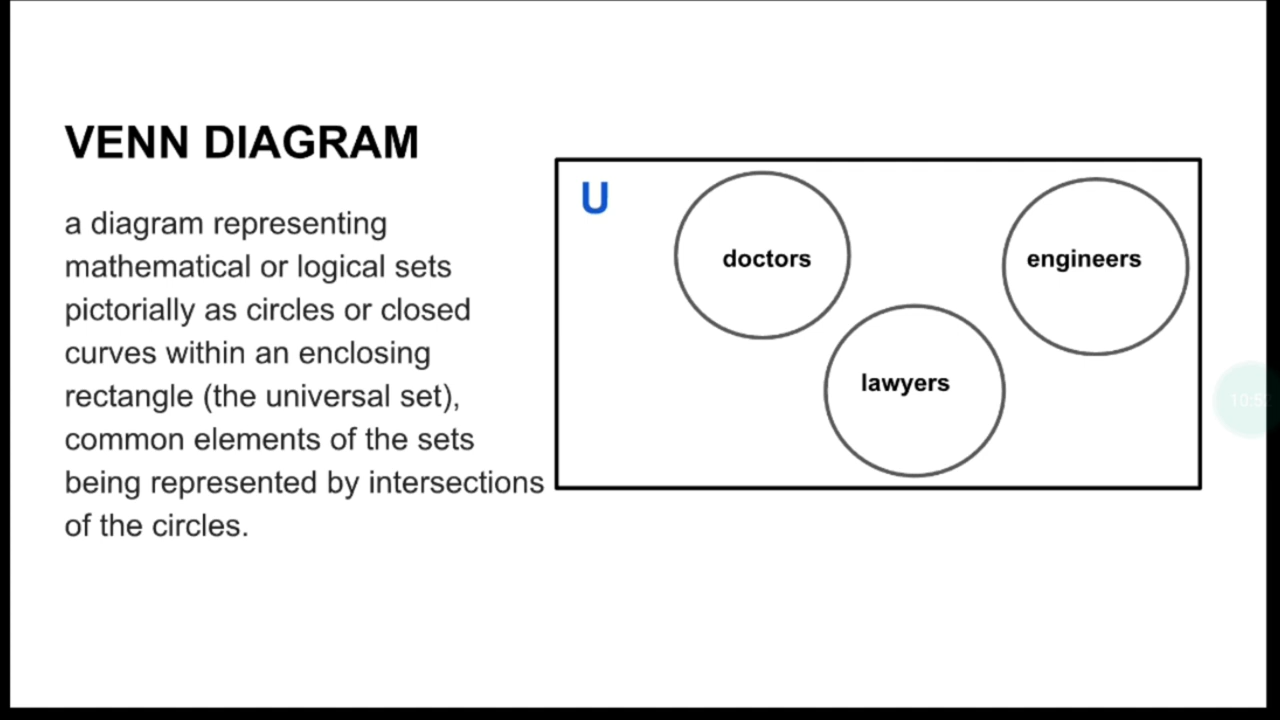 VENN DIAGRAM
a diagram representing
mathematical or logical sets
pictorially as circles or closed
curves within an enclosing
rectangle (the universal set),
common elements of the sets
being represented by intersections
of the circles.
U
doctors
engineers
lawyers